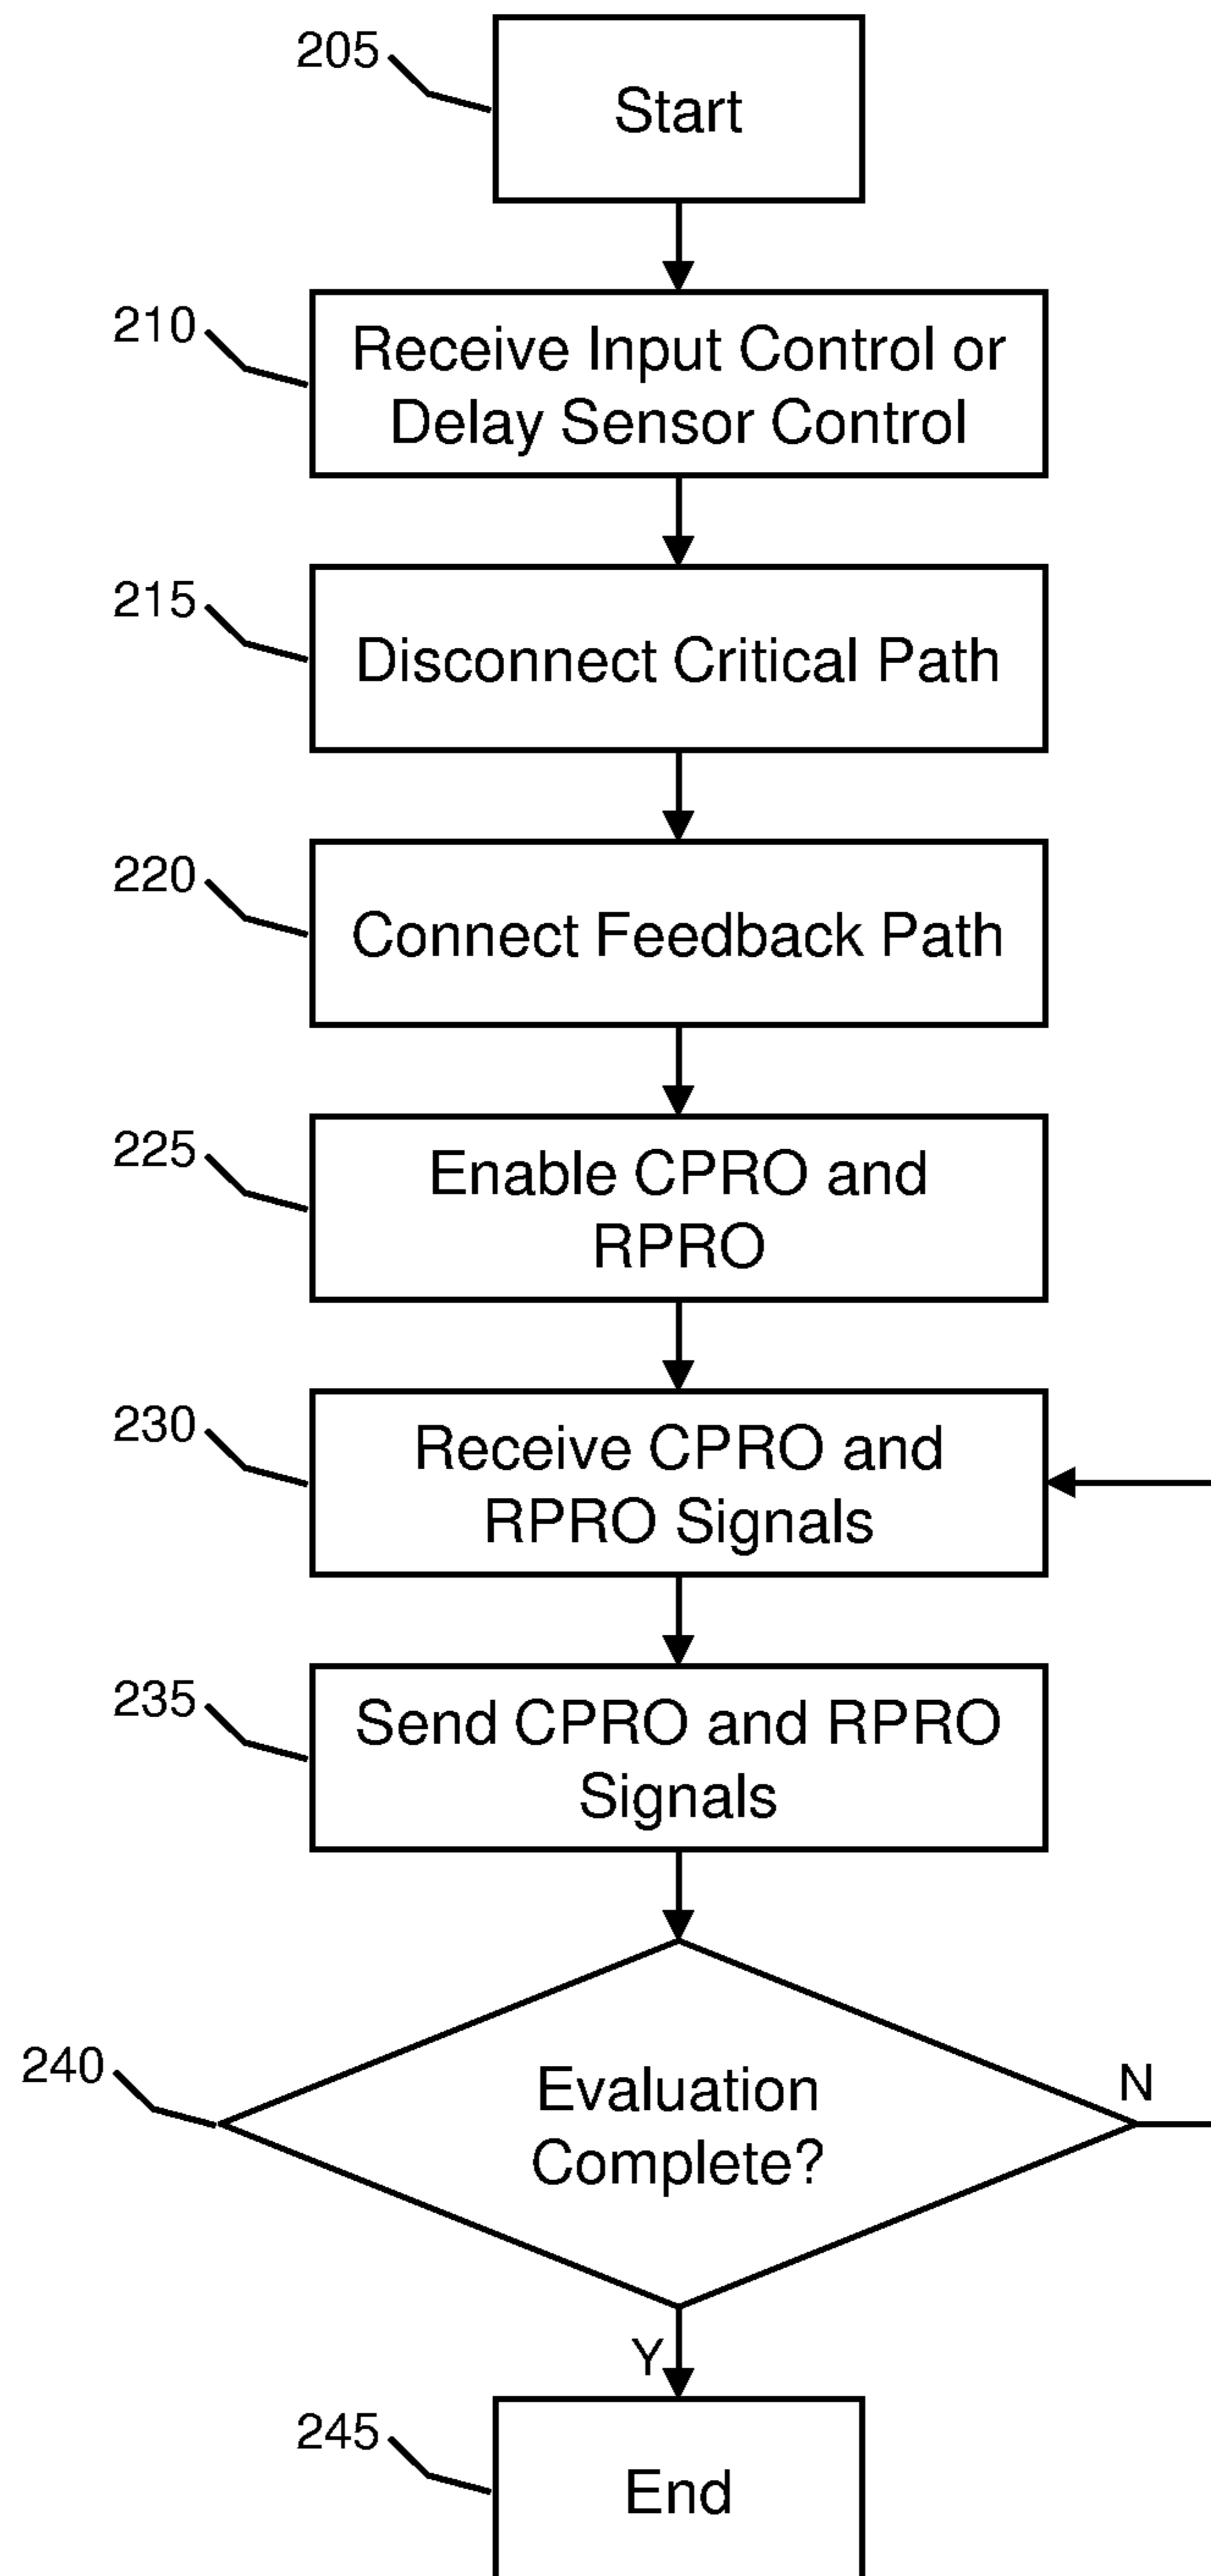 205
Start
210
Receive Input Control or
Delay Sensor Control
215
Disconnect Critical Path
220
Connect Feedback Path
225
Enable CPRO and
RPRO
230
Receive CPRO and
RPRO Signals
235
Send CPRO and RPRO
Signals
240
Evaluation
Complete?
N
Y
245
End